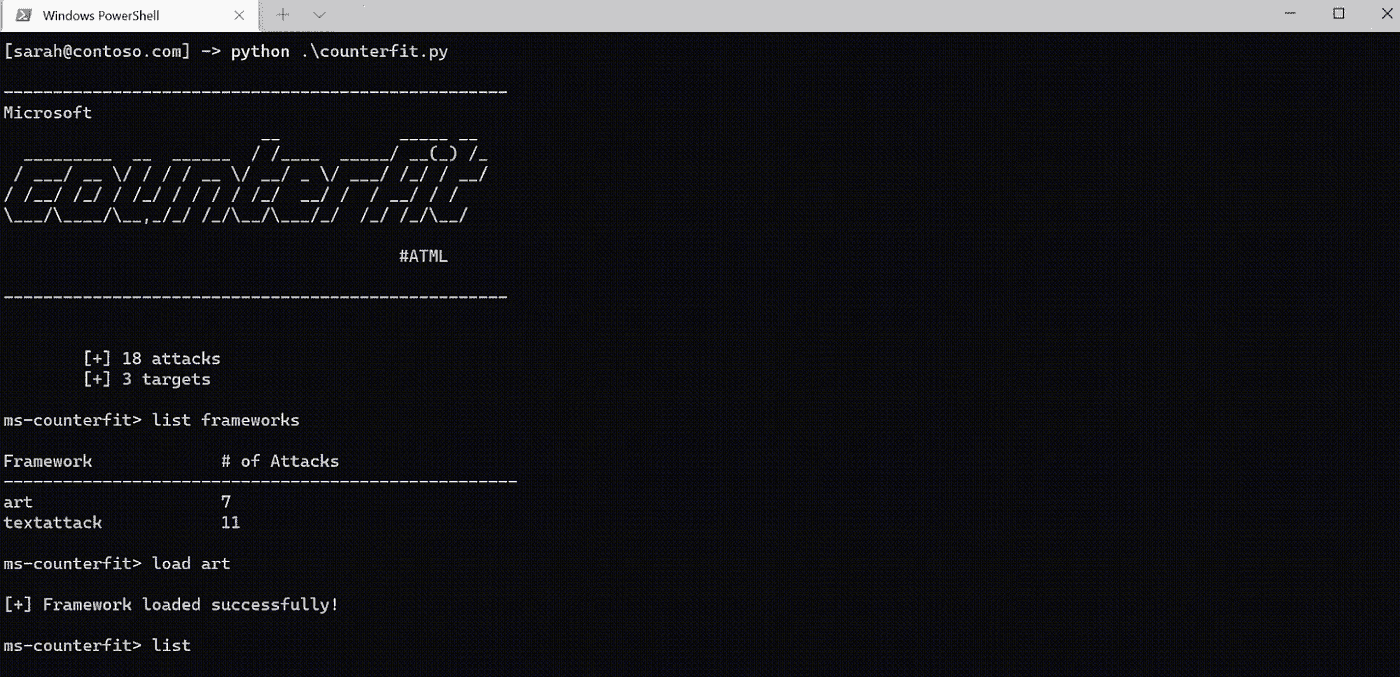 Windows PowerShell
[sarah@contoso.com] -> python .\counterfit.py
---------------------------------------------------
Microsoft
counterfit
#ATML
---------------------------------------------------
[+] 18 attacks
[+] 3 targets
ms-counterfit> list frameworks
Framework # of Attacks
----------------------------------------------------
art 7
textattack 11
ms-counterfit> load art
[+] Framework loaded successfully!
ms-counterfit> list